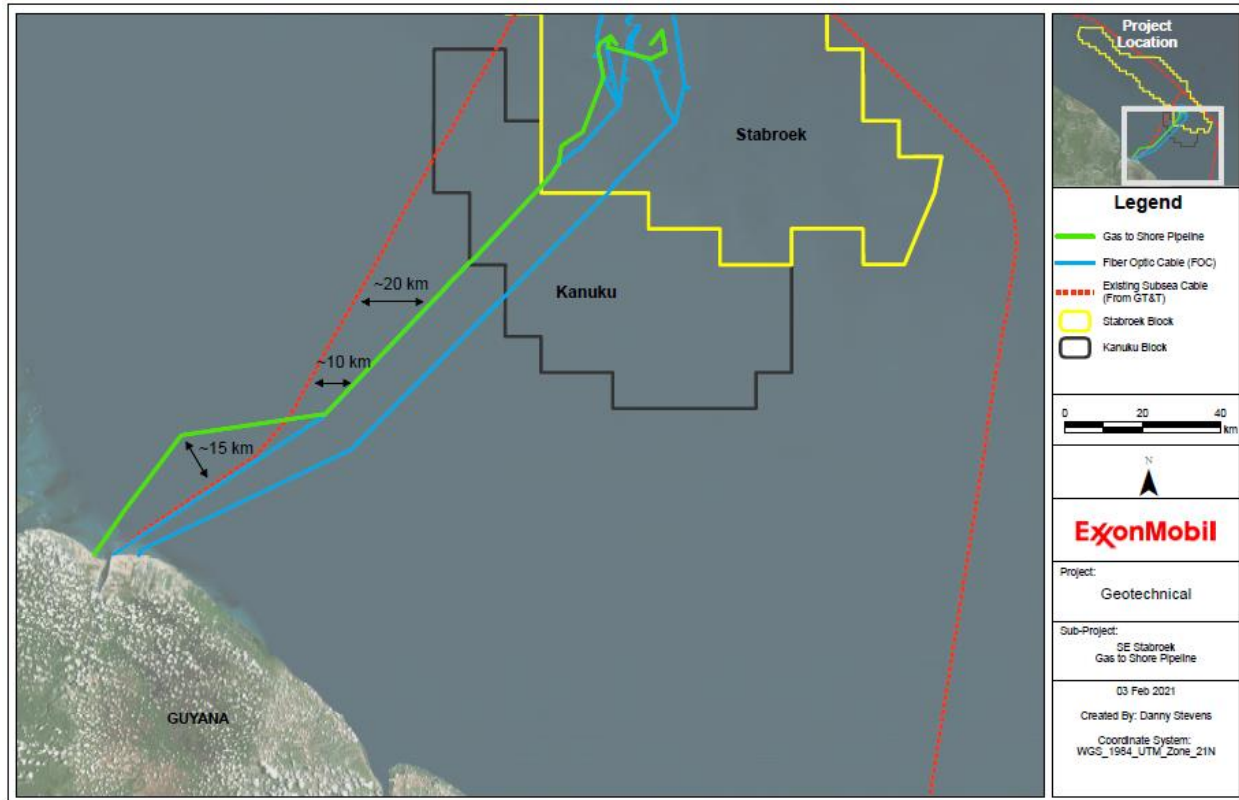 Stabroek
Kanuku
~20 km
~10 km
~15 km
GUYANA
Project
Location
Legend
Gas to Shore Pipeline
Fiber Optic Cable (FOC)
Existing Subsea Cable
(From GT&T)
Stabroek Block
Kanuku Block
0 20 40
km
N
ExxonMobil
Project:
Geotechnical
Sub-Project:
SE Stabroek
Gas to Shore Pipeline
03 Feb 2021
Created By: Danny Stevens
Coordinate System:
WGS_1984_UTM_Zone_21N